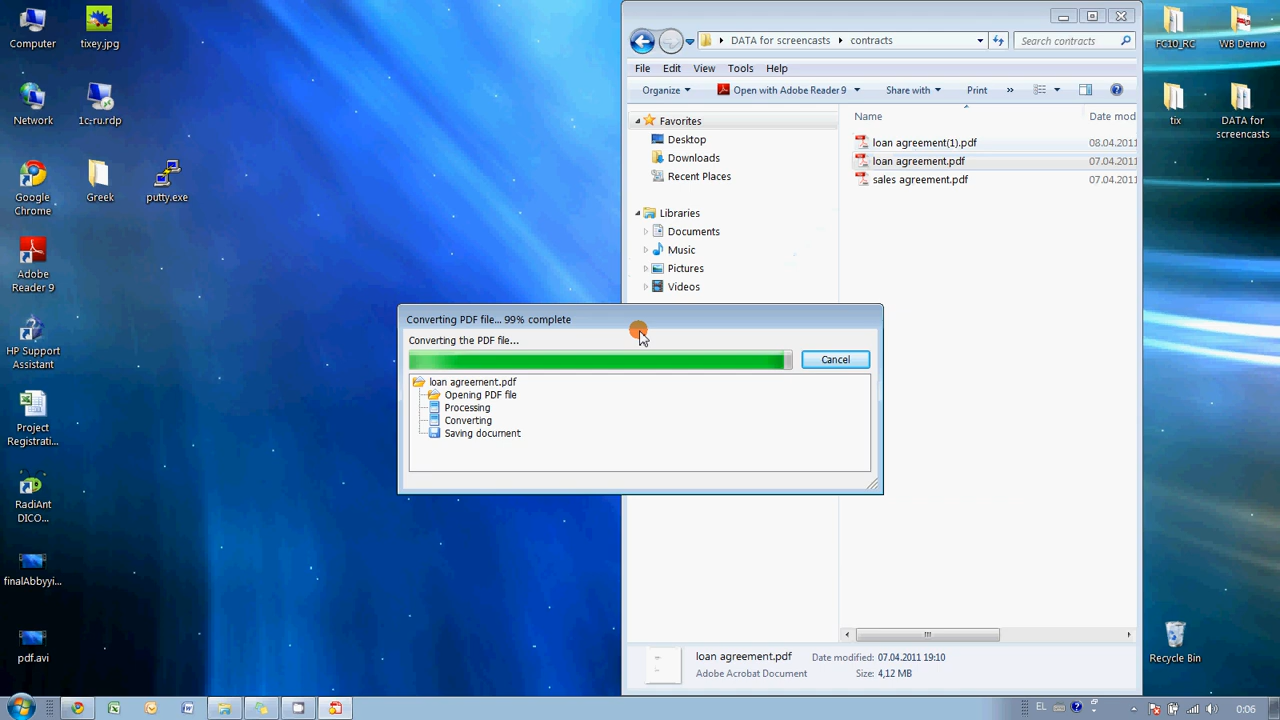 Computer
tixey.jpg
Network
1c-ru.rdp
Google
Chrome
Greek
putty.exe
Adobe
Reader 9
HP Support
Assistant
Project
Registrati...
RadiAnt
DICO...
finalAbbyyi...
pdf.avi
DATA for screencasts
contracts
Search contracts
File Edit View Tools Help
Organize
Open with Adobe Reader 9
Share with
Print
»
Favorites
Desktop
Downloads
Recent Places
Libraries
Documents
Music
Pictures
Videos
Name Date mod
loan agreement(1).pdf 08.04.2011
loan agreement.pdf 07.04.2011
sales agreement.pdf 07.04.2011
Converting PDF file... 99% complete
Converting the PDF file...
Cancel
loan agreement.pdf
Opening PDF file
Processing
Converting
Saving document
loan agreement.pdf Date modified: 07.04.2011 19:10
Adobe Acrobat Document Size: 4,12 MB
FG10_RC
WB Demo
tix
DATA for
screencasts
Recycle Bin
EL
0:06